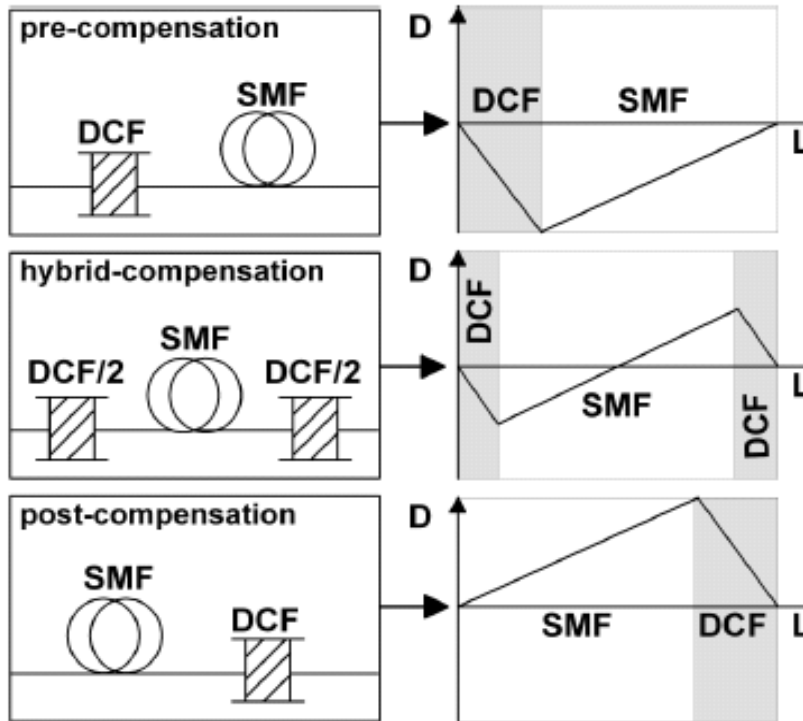 pre-compensation
SMF
DCF
D
DCF SMF
L
hybrid-compensation
SMF
DCF/2 DCF/2
D
DCF
SMF
DCF
L
post-compensation
SMF
DCF
D
SMF DCF
L